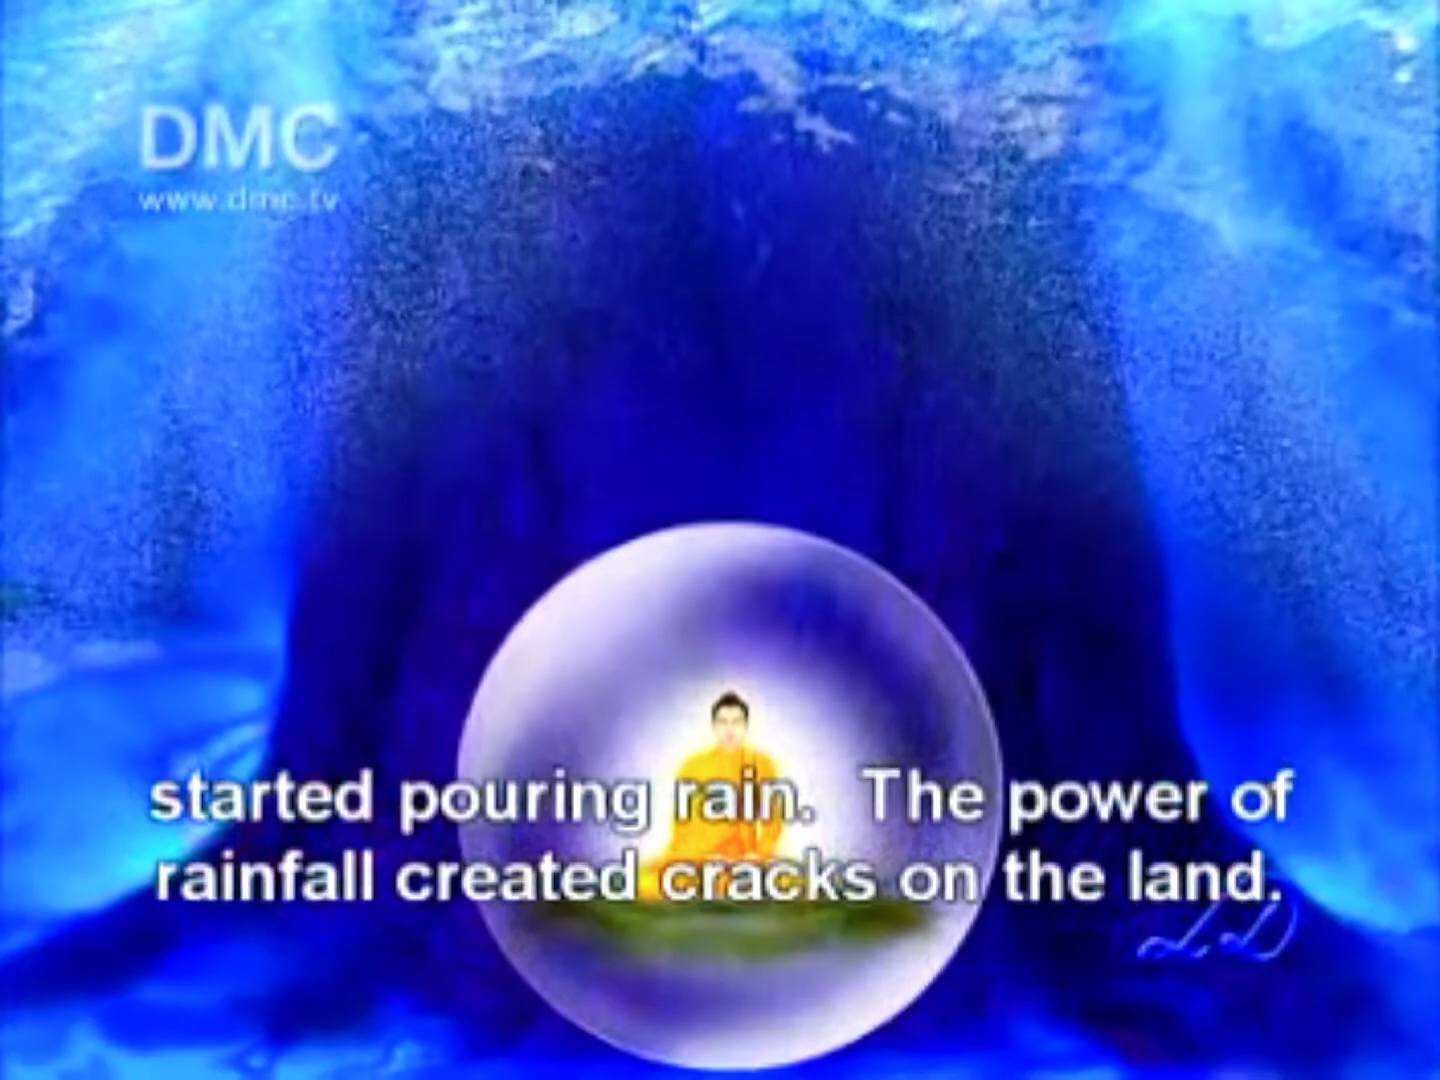 DMC
www.dmc.tv
started pouring rain. The power of
rainfall created cracks on the land.